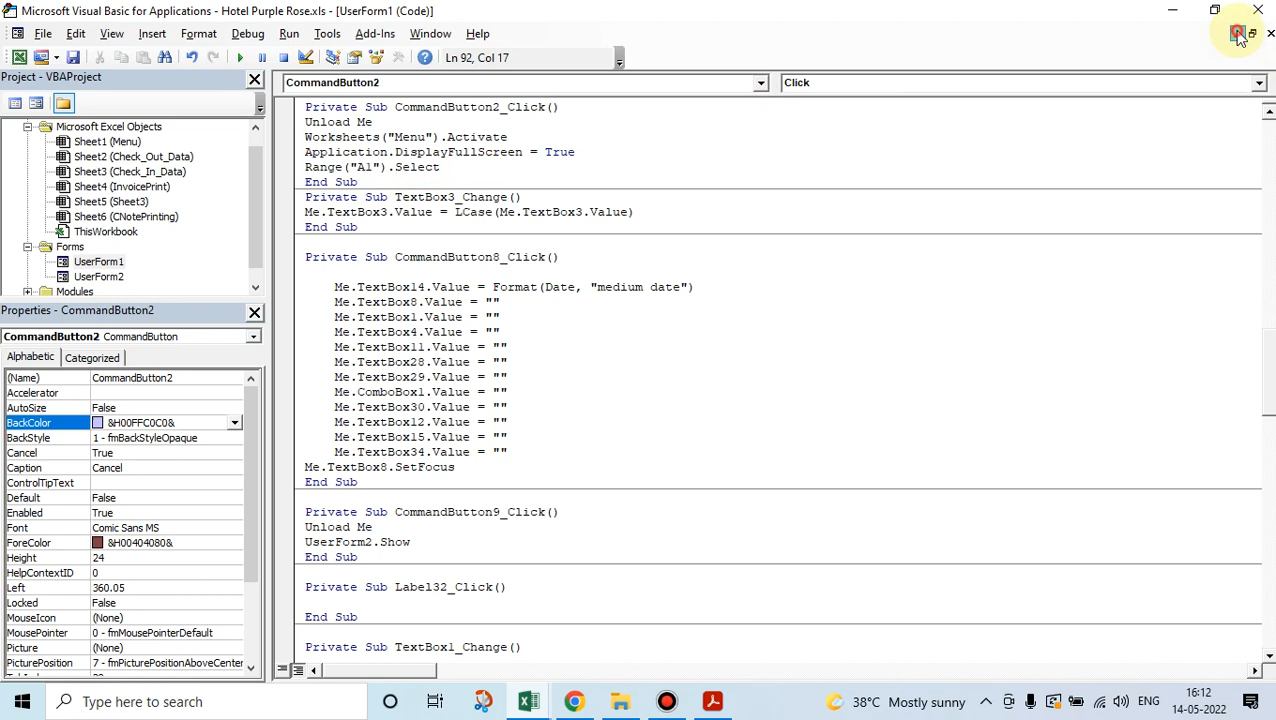 Microsoft Visual Basic for Applications - Hotel Purple Rose.xls - [UserForm1 (Code)]
File Edit View Insert Format Debug Run Tools Add-Ins Window Help
Ln 92, Col 17
Project - VBAProject
CommandButton2 Click
Microsoft Excel Objects
Sheet1 (Menu)
Sheet2 (Check_Out_Data)
Sheet3 (Check_In_Data)
Sheet4 (InvoicePrint)
Sheet5 (Sheet3)
Sheet6 (CNotePrinting)
ThisWorkbook
Forms
UserForm1
UserForm2
Modules
Properties - CommandButton2
CommandButton2 CommandButton
Alphabetic Categorized
(Name) CommandButton2
Accelerator
AutoSize False
BackColor &H00FFC0C0&
BackStyle 1 - fmBackStyleOpaque
Cancel True
Caption Cancel
ControlTipText
Default False
Enabled True
Font Comic Sans MS
ForeColor &H00404080&
Height 24
HelpContextID 0
Left 360.05
Locked False
MouseIcon (None)
MousePointer 0 - fmMousePointerDefault
Picture (None)
PicturePosition 7 - fmPicturePositionAboveCenter
Private Sub CommandButton2_Click()
Unload Me
Worksheets("Menu").Activate
Application.DisplayFullScreen = True
Range("A1").Select
End Sub
Private Sub TextBox3_Change()
Me.TextBox3.Value = LCase(Me.TextBox3.Value)
End Sub
Private Sub CommandButton8_Click()
Me.TextBox14.Value = Format(Date, "medium date")
Me.TextBox8.Value = ""
Me.TextBox1.Value = ""
Me.TextBox4.Value = ""
Me.TextBox11.Value = ""
Me.TextBox28.Value = ""
Me.TextBox29.Value = ""
Me.ComboBox1.Value = ""
Me.TextBox30.Value = ""
Me.TextBox12.Value = ""
Me.TextBox15.Value = ""
Me.TextBox34.Value = ""
Me.TextBox8.SetFocus
End Sub
Private Sub CommandButton9_Click()
Unload Me
UserForm2.Show
End Sub
Private Sub Label32_Click()
End Sub
Private Sub TextBox1_Change()
Type here to search
38°C Mostly sunny
ENG
16:12
14-05-2022